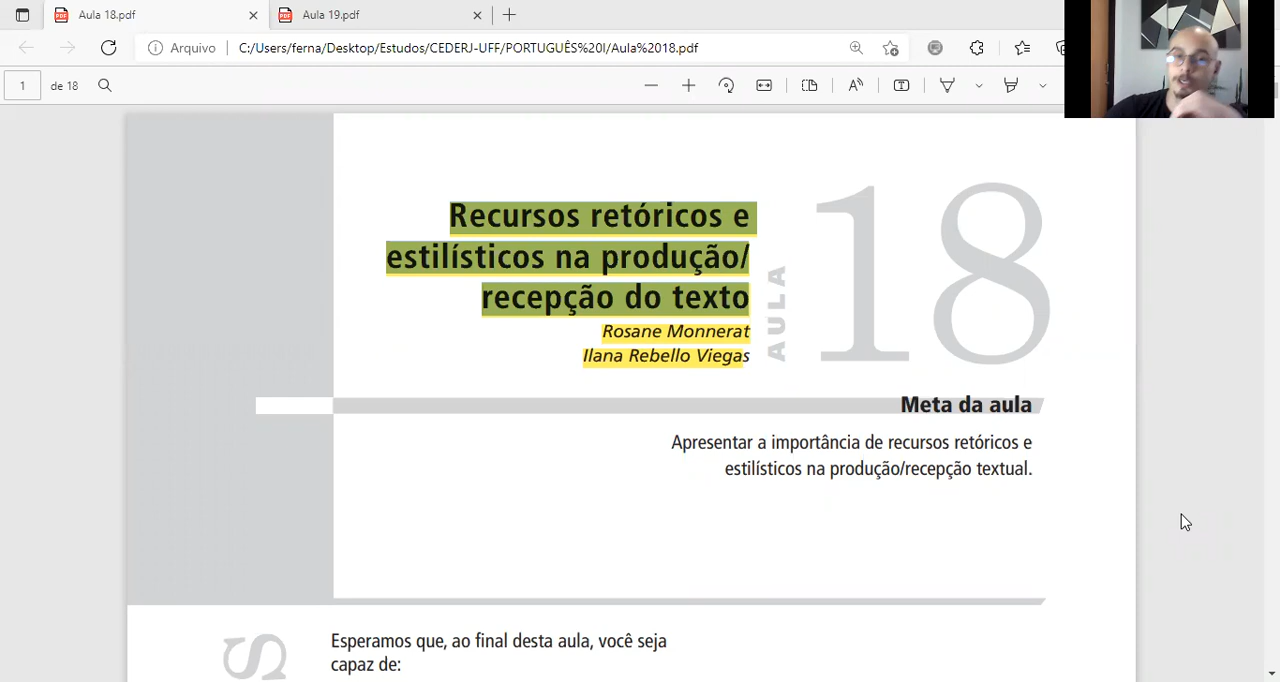 Aula 18.pdf
Aula 19.pdf
Arquivo
C:/Users/ferna/Desktop/Estudos/CEDERJ-UFF/PORTUGUÊS%20I/Aula%2018.pdf
1 de 18
Recursos retóricos e
estilísticos na produção/
recepção do texto
Rosane Monnerat
Ilana Rebello Viegas
AULA
18
Meta da aula
Apresentar a importância de recursos retóricos e
estilísticos na produção/recepção textual.
S
Esperamos que, ao final desta aula, você seja
capaz de: